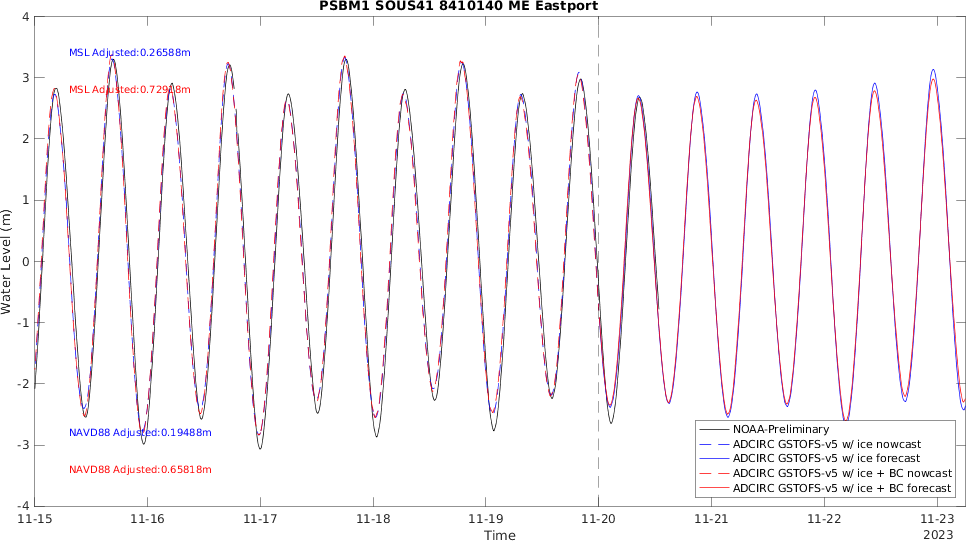 PSBM1 SOUS41 8410140 ME Eastport
4
3
2
1
0
-1
-2
-3
-4
Water Level (m)
MSL Adjusted:0.26588m
MSL Adjusted:0.72918m
NAVD88 Adjusted:0.19488m
NAVD88 Adjusted:0.65818m
NOAA-Preliminary
ADCIRC GSTOFS-v5 w/ ice nowcast
ADCIRC GSTOFS-v5 w/ ice forecast
ADCIRC GSTOFS-v5 w/ ice + BC nowcast
ADCIRC GSTOFS-v5 w/ ice + BC forecast
11-15 11-16 11-17 11-18 11-19 11-20 11-21 11-22 11-23
Time
2023